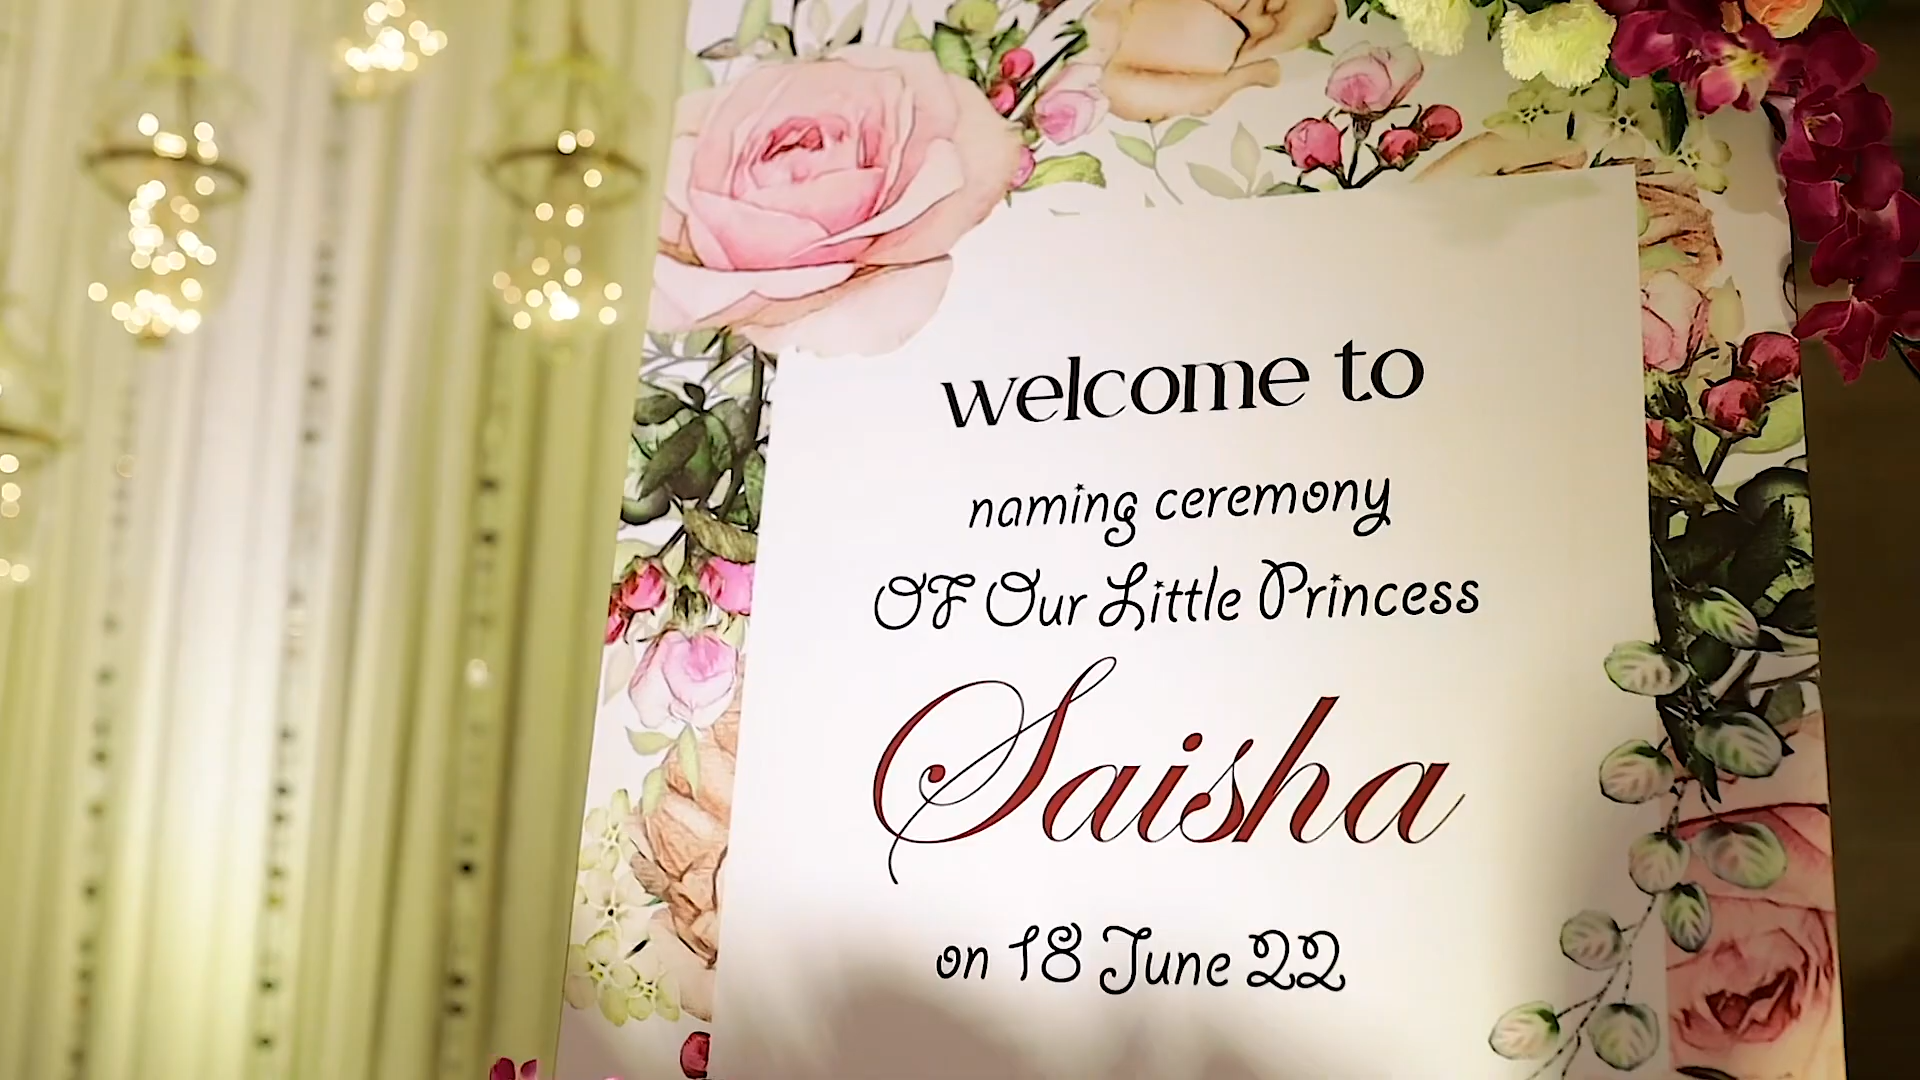 welcome to
naming ceremony
OF Our Little Princess
Saisha
on 18 June 22